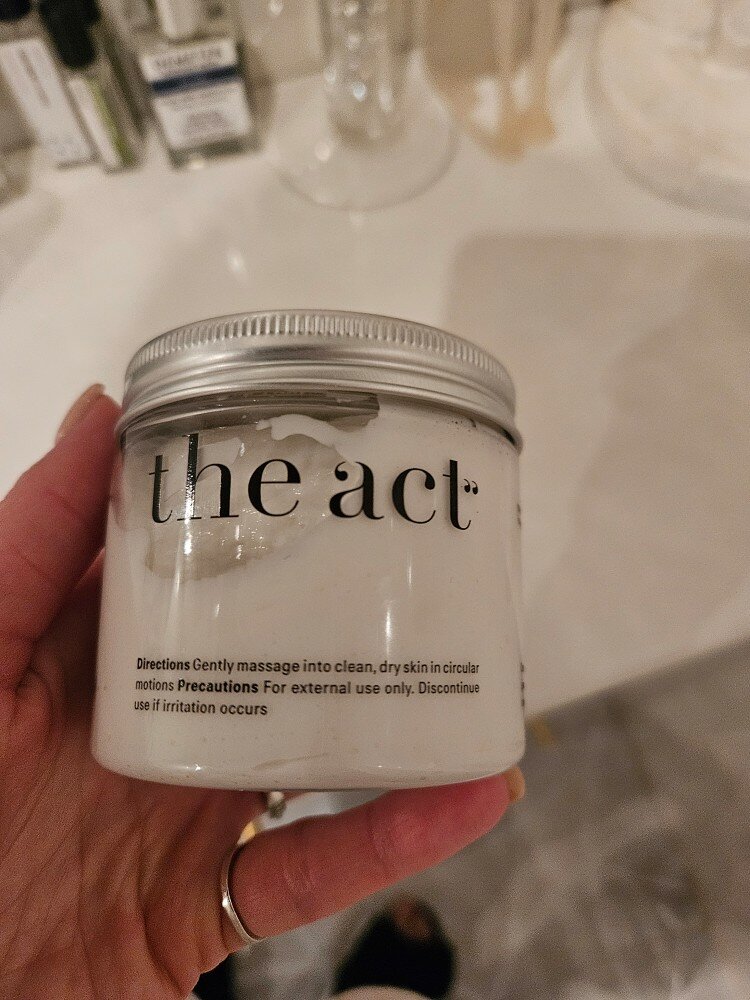 the act”
Directions Gently massage into clean, dry skin in circular
motions Precautions For external use only. Discontinue
use if irritation occurs